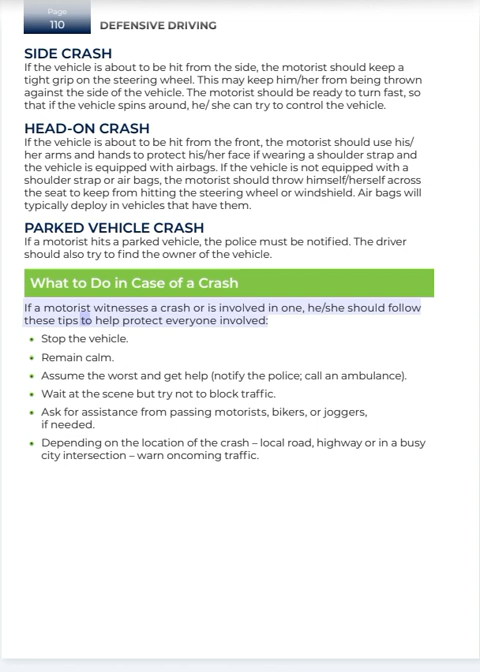 Page
110
DEFENSIVE DRIVING
SIDE CRASH
If the vehicle is about to be hit from the side, the motorist should keep a
tight grip on the steering wheel. This may keep him/her from being thrown
against the side of the vehicle. The motorist should be ready to turn fast, so
that if the vehicle spins around, he/ she can try to control the vehicle.
HEAD-ON CRASH
If the vehicle is about to be hit from the front, the motorist should use his/
her arms and hands to protect his/her face if wearing a shoulder strap and
the vehicle is equipped with airbags. If the vehicle is not equipped with a
shoulder strap or air bags, the motorist should throw himself/herself across
the seat to keep from hitting the steering wheel or windshield. Air bags will
typically deploy in vehicles that have them.
PARKED VEHICLE CRASH
If a motorist hits a parked vehicle, the police must be notified. The driver
should also try to find the owner of the vehicle.
What to Do in Case of a Crash
If a motorist witnesses a crash or is involved in one, he/she should follow
these tips to help protect everyone involved:
• Stop the vehicle.
• Remain calm.
• Assume the worst and get help (notify the police; call an ambulance).
• Wait at the scene but try not to block traffic.
• Ask for assistance from passing motorists, bikers, or joggers,
if needed.
• Depending on the location of the crash – local road, highway or in a busy
city intersection – warn oncoming traffic.